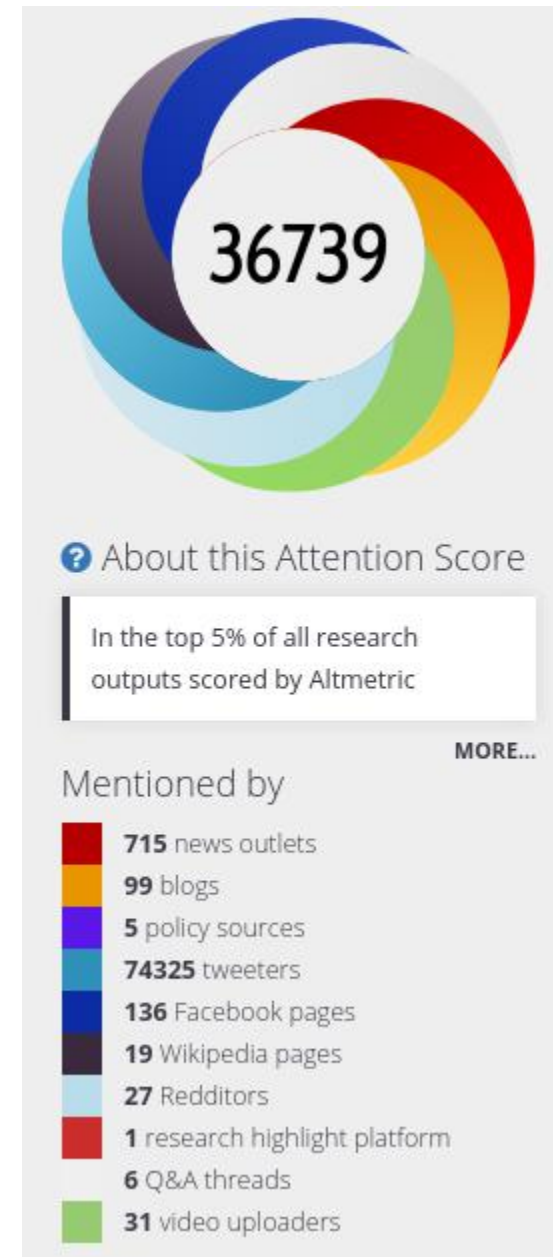 36739
? About this Attention Score
In the top 5% of all research
outputs scored by Altmetric
MORE...
Mentioned by
715 news outlets
99 blogs
5 policy sources
74325 tweeters
136 Facebook pages
19 Wikipedia pages
27 Redditors
1 research highlight platform
6 Q&A threads
31 video uploaders